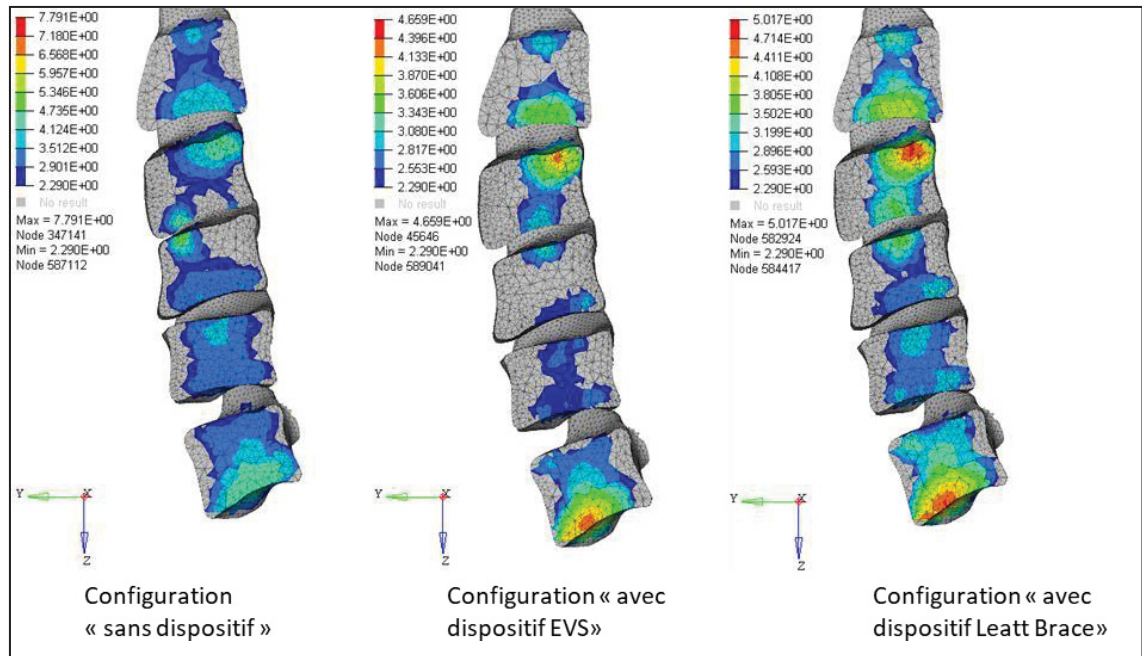 7.791E+00
7.180E+00
6.668E+00
5.957E+00
5.346E+00
4.735E+00
4.124E+00
3.512E+00
2.901E+00
2.290E+00
No result
Max = 7.791E+00
Node 347141
Min = 2.290E+00
Node 587112
Y
X
Z
Configuration
« sans dispositif »
4.659E+00
4.396E+00
4.133E+00
3.870E+00
3.606E+00
3.343E+00
3.080E+00
2.817E+00
2.553E+00
2.290E+00
No result
Max = 4.659E+00
Node 45646
Min = 2.290E+00
Node 589041
Y
X
Z
Configuration « avec
dispositif EVS»
5.017E+00
4.714E+00
4.411E+00
4.108E+00
3.805E+00
3.502E+00
3.199E+00
2.896E+00
2.593E+00
2.290E+00
No result
Max = 5.017E+00
Node 582924
Min = 2.290E+00
Node 584417
Y
X
Z
Configuration « avec
dispositif Leatt Brace»